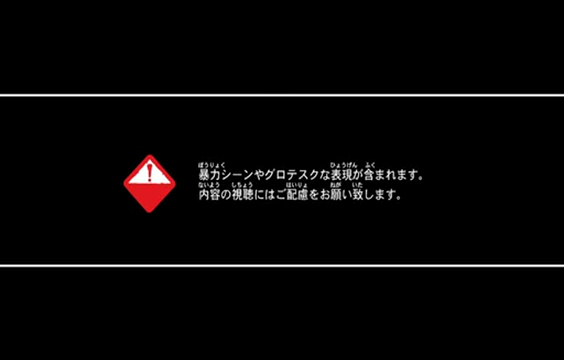 暴力シーンやグロテスクな表現が含まれます。
内容の視聴にはご配慮をお願い致します。